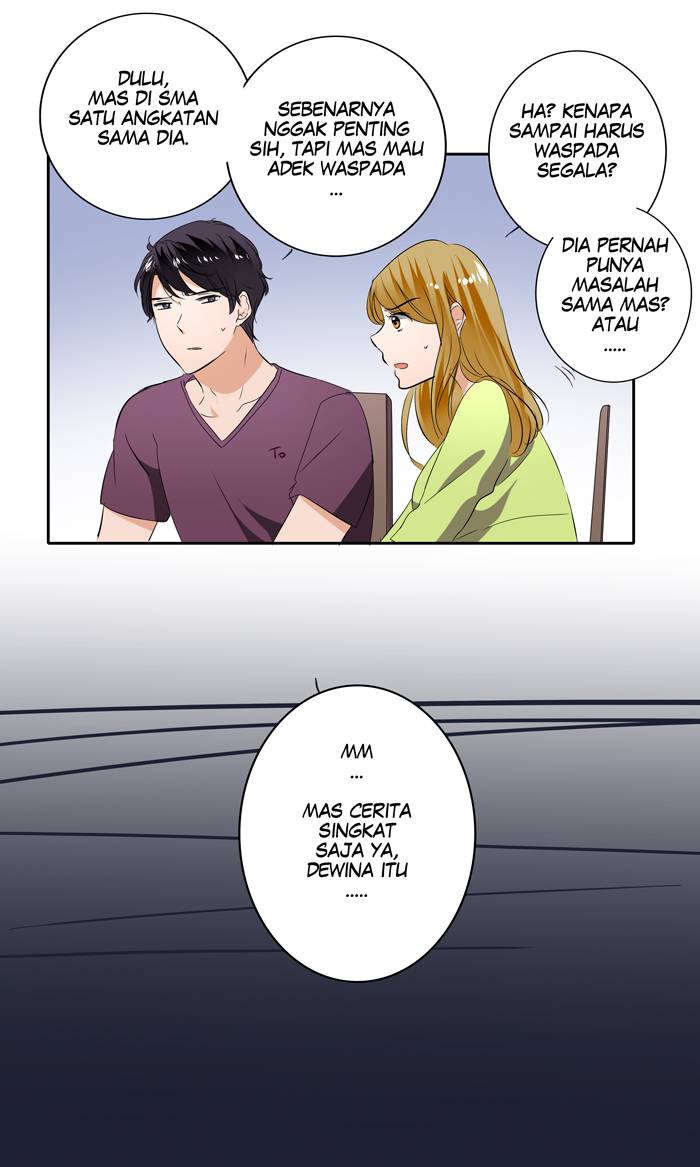 DULU,
MAS DI SMA
SATU ANGKATAN
SAMA DIA.
SEBENARNYA
NGGAK PENTING
SIH, TAPI MAS MAU
ADEK WASPADA
...
HA? KENAPA
SAMPAI HARUS
WASPADA
SEGALA?
DIA PERNAH
PUNYA
MASALAH
SAMA MAS?
ATAU
.....
To
MM
...
MAS CERITA
SINGKAT
SAJA YA,
DEWINA ITU
.....